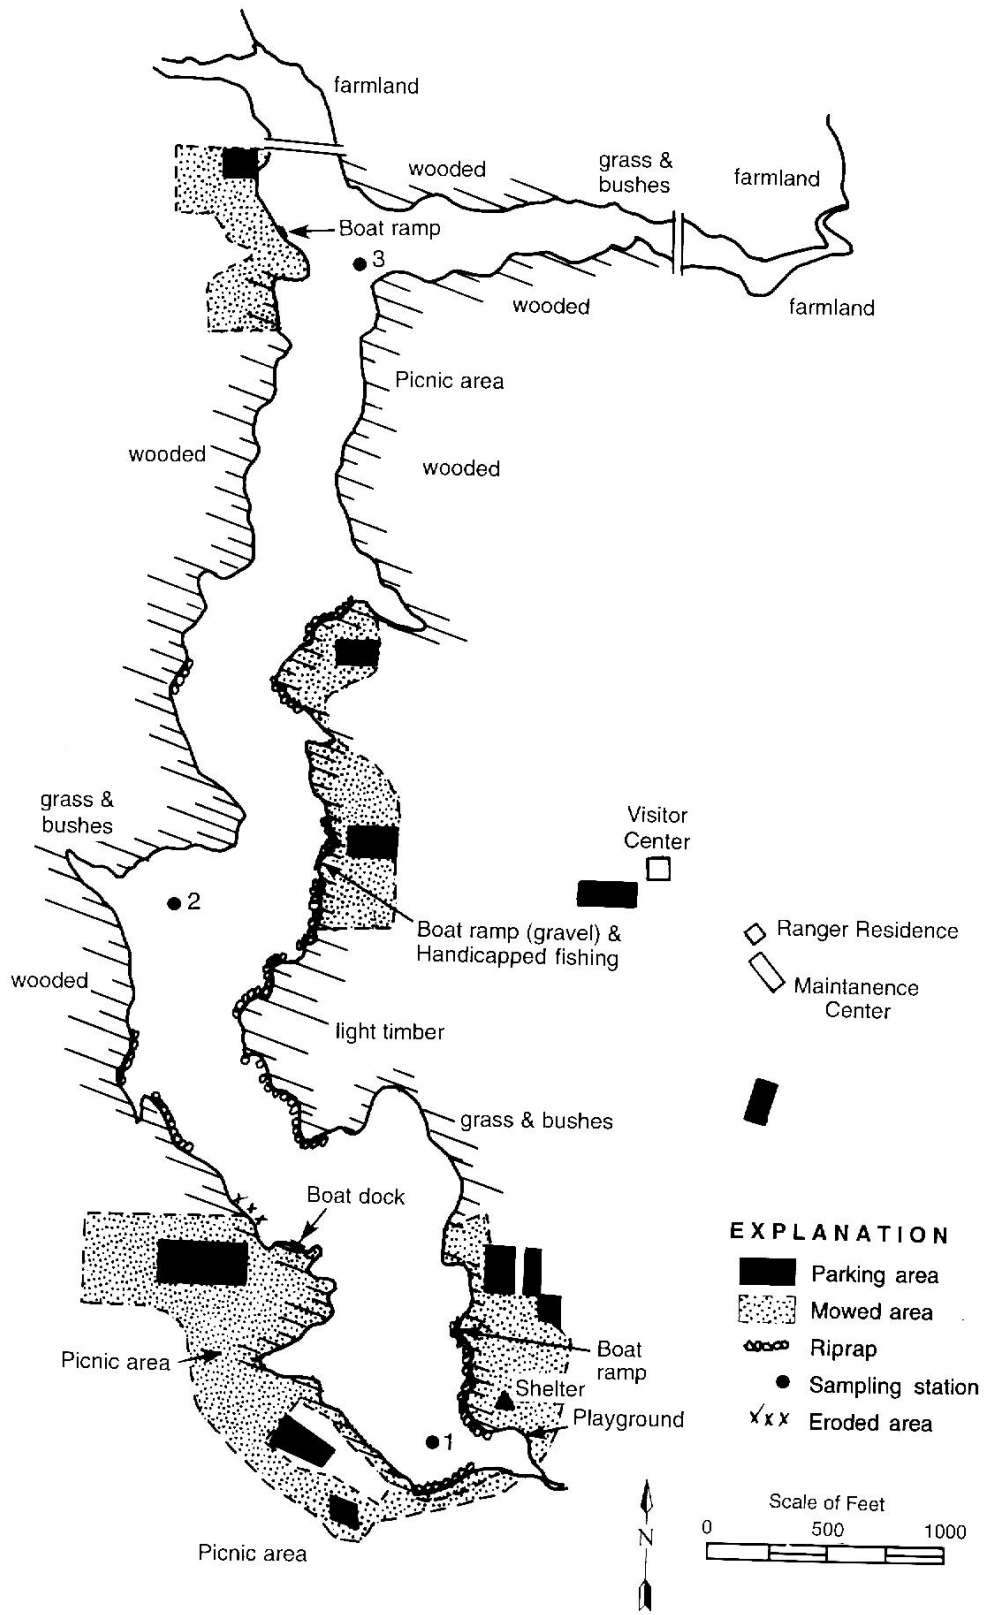 farmland
wooded
grass &
bushes
farmland
Boat ramp
3
wooded
farmland
Picnic area
wooded
wooded
grass &
bushes
Visitor
Center
2
Boat ramp (gravel) &
Handicapped fishing
Ranger Residence
wooded
Maintanence
Center
light timber
grass & bushes
Boat dock
EXPLANATION
Parking area
Mowed area
Riprap
Sampling station
Eroded area
Picnic area
Boat
ramp
Shelter
Playground
1
Scale of Feet
0 500 1000
N
Picnic area